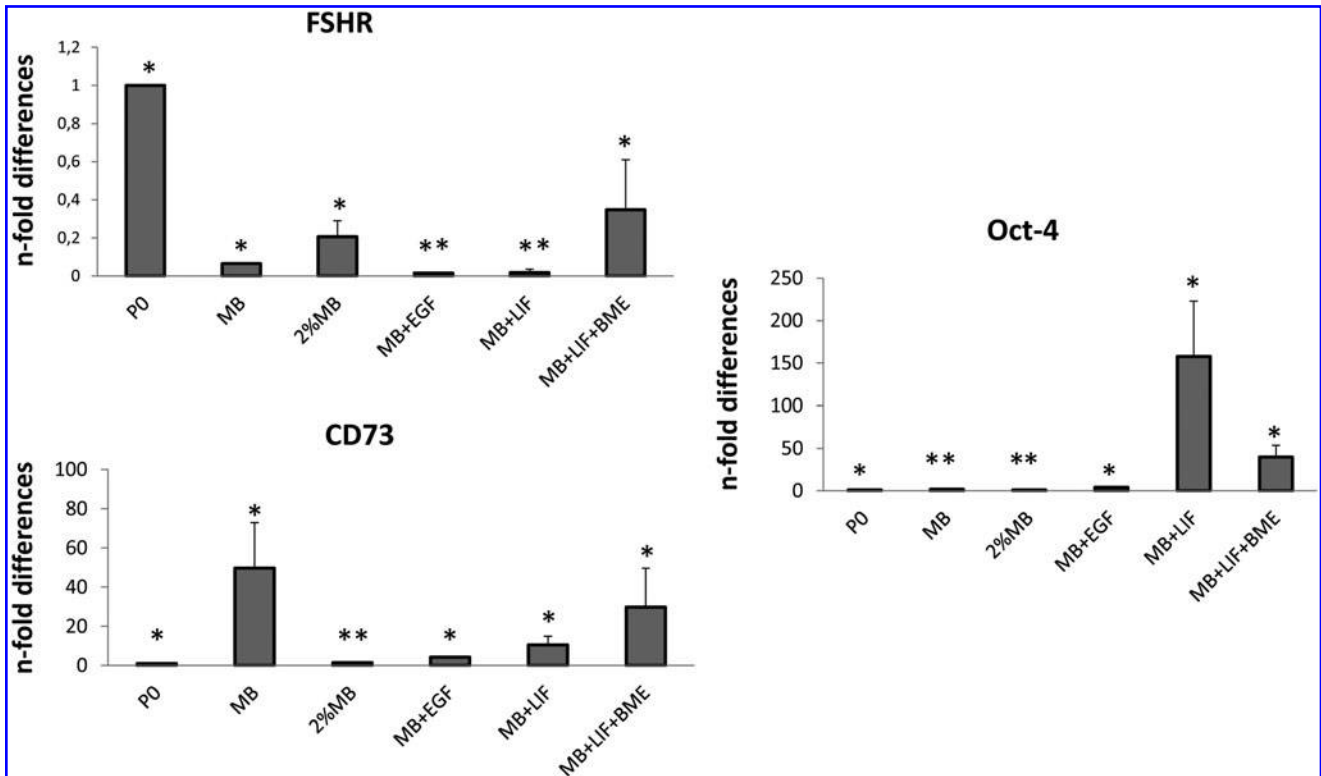 FSHR
n-fold differences
1,2
1
0,8
0,6
0,4
0,2
0
*
*
*
**
**
*
P0
MB
2%MB
MB+EGF
MB+LIF
MB+LIF+BME
CD73
n-fold differences
100
80
60
40
20
0
*
*
**
*
*
*
P0
MB
2%MB
MB+EGF
MB+LIF
MB+LIF+BME
Oct-4
n-fold differences
250
200
150
100
50
0
*
**
**
*
*
*
P0
MB
2%MB
MB+EGF
MB+LIF
MB+LIF+BME